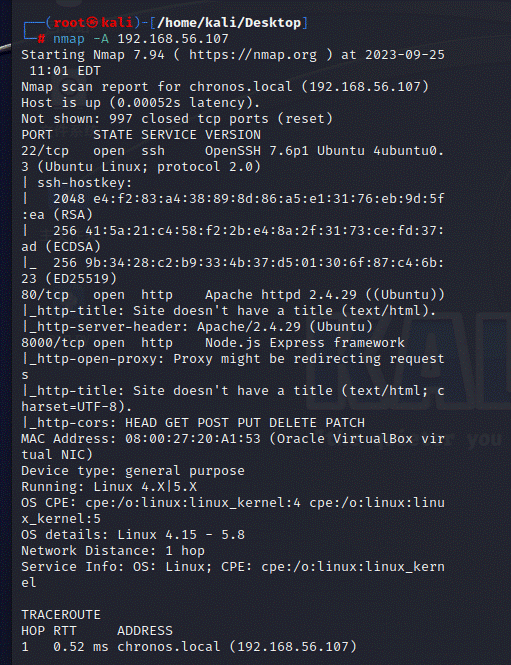 ┌──(root㉿kali)-[/home/kali/Desktop]
└─# nmap -A 192.168.56.107
Starting Nmap 7.94 ( https://nmap.org ) at 2023-09-25
 11:01 EDT
Nmap scan report for chronos.local (192.168.56.107)
Host is up (0.00052s latency).
Not shown: 997 closed tcp ports (reset)
PORT     STATE SERVICE VERSION
22/tcp   open  ssh     OpenSSH 7.6p1 Ubuntu 4ubuntu0.
3 (Ubuntu Linux; protocol 2.0)
| ssh-hostkey:
|   2048 e4:f2:83:a4:38:89:8d:86:a5:e1:31:76:eb:9d:5f
:ea (RSA)
|   256 41:5a:21:c4:58:f2:2b:e4:8a:2f:31:73:ce:fd:37:
ad (ECDSA)
|_  256 9b:34:28:c2:b9:33:4b:37:d5:01:30:6f:87:c4:6b:
23 (ED25519)
80/tcp   open  http    Apache httpd 2.4.29 ((Ubuntu))
|_http-title: Site doesn't have a title (text/html).
|_http-server-header: Apache/2.4.29 (Ubuntu)
8000/tcp open  http    Node.js Express framework
|_http-open-proxy: Proxy might be redirecting request
s
|_http-title: Site doesn't have a title (text/html; c
harset=UTF-8).
|_http-cors: HEAD GET POST PUT DELETE PATCH
MAC Address: 08:00:27:20:A1:53 (Oracle VirtualBox vir
tual NIC)
Device type: general purpose
Running: Linux 4.X|5.X
OS CPE: cpe:/o:linux:linux_kernel:4 cpe:/o:linux:linu
x_kernel:5
OS details: Linux 4.15 - 5.8
Network Distance: 1 hop
Service Info: OS: Linux; CPE: cpe:/o:linux:linux_kern
el

TRACEROUTE
HOP RTT     ADDRESS
1   0.52 ms chronos.local (192.168.56.107)